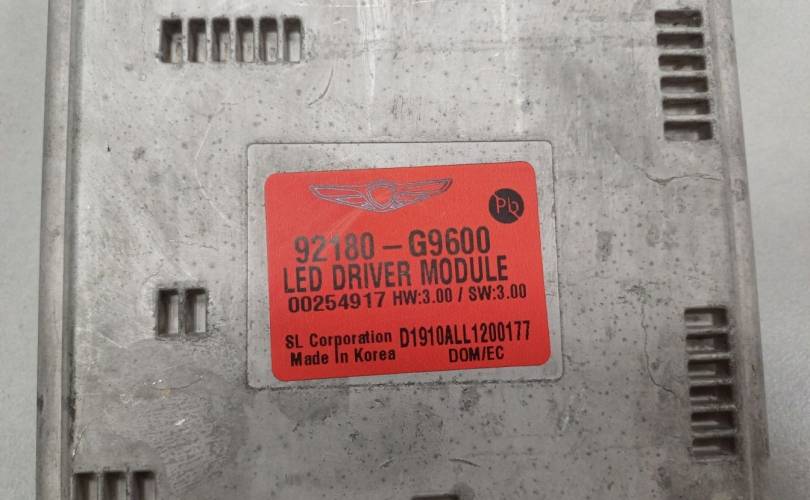 Pb
92180-G9600
LED DRIVER MODULE
00254917 HW:3.00 / SW:3.00
SL Corporation D1910ALL1200177
Made In Korea DOM/EC